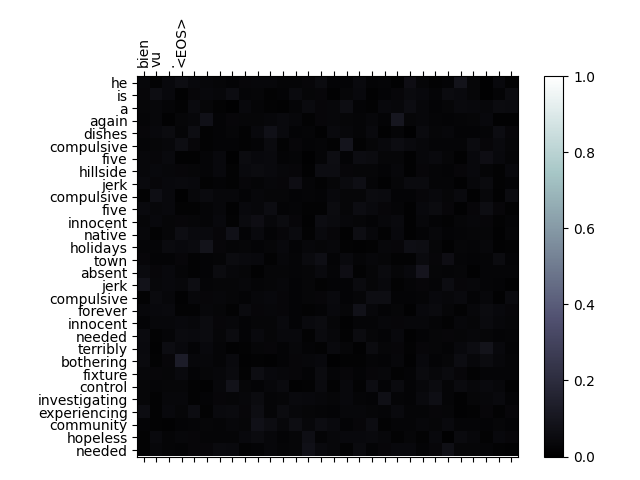 bien
vu
.
<EOS>
he
is
a
again
dishes
compulsive
five
hillside
jerk
compulsive
five
innocent
native
holidays
town
absent
jerk
compulsive
forever
innocent
needed
terribly
bothering
fixture
control
investigating
experiencing
community
hopeless
needed
1.0
0.8
0.6
0.4
0.2
0.0